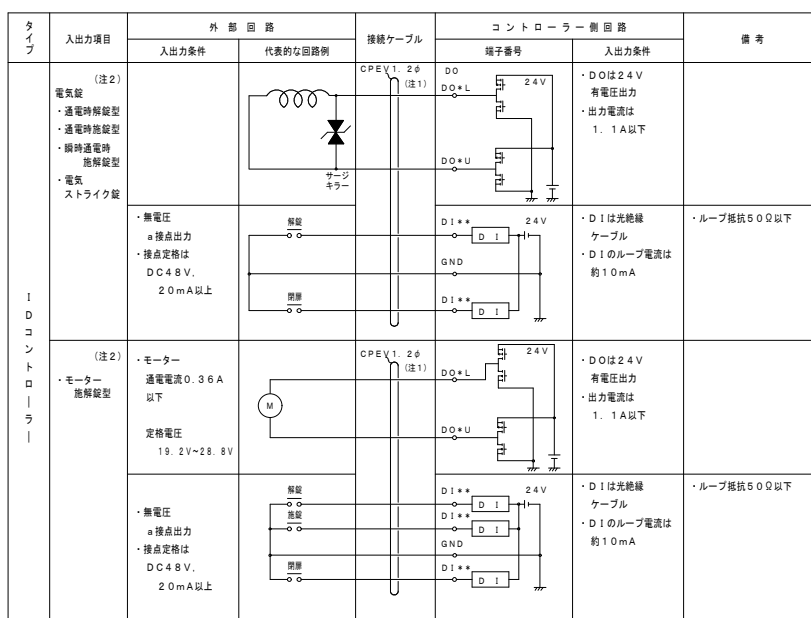 タイプ
入出力項目
外部回路
入出力条件
代表的な回路例
接続ケーブル
コントローラー側回路
端子番号
入出力条件
備考
IDコントローラー
(注2)
電気錠
・通電時解錠型
・通電時施錠型
・瞬時通電時
施解錠型
・電気
ストライク錠
サージ
キラー
CPEV1.2φ
(注1)
DO
DO*L
24V
DO*U
・DOは24V
有電圧出力
・出力電流は
1.1A以下
・無電圧
a接点出力
・接点定格は
DC48V,
20mA以上
解錠
閉扉
DI**
DI
24V
GND
DI**
DI
・DIは光絶縁
ケーブル
・DIのループ電流は
約10mA
・ループ抵抗50Ω以下
(注2)
・モーター
施解錠型
・モーター
通電電流0.36A
以下
定格電圧
19.2V~28.8V
M
CPEV1.2φ
(注1)
DO*L
24V
DO*U
・DOは24V
有電圧出力
・出力電流は
1.1A以下
・無電圧
a接点出力
・接点定格は
DC48V,
20mA以上
解錠
施錠
閉扉
DI**
DI
24V
DI**
DI
GND
DI**
DI
・DIは光絶縁
ケーブル
・DIのループ電流は
約10mA
・ループ抵抗50Ω以下